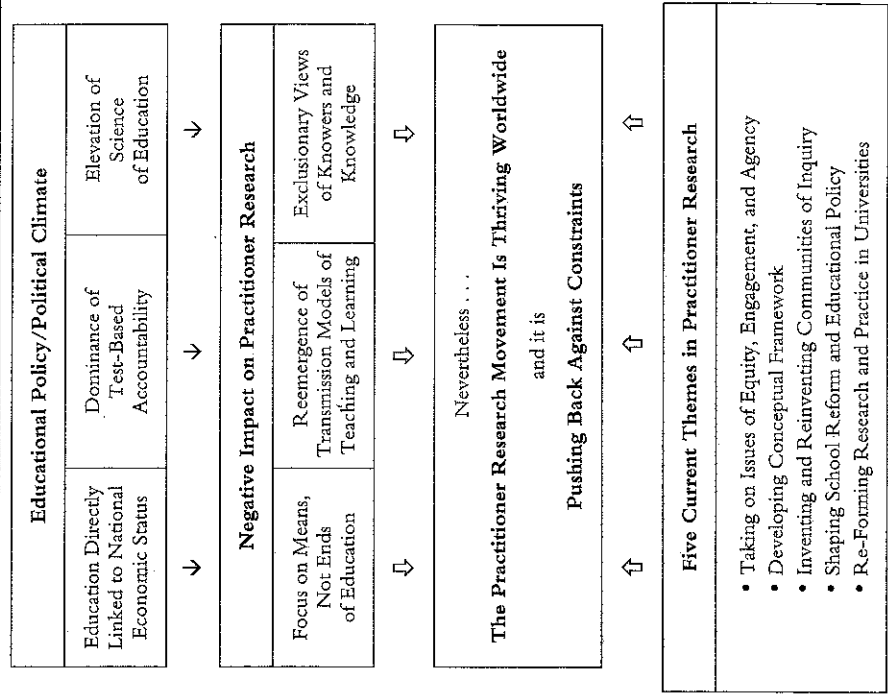 Educational Policy/Political Climate
Education Directly
Linked to National
Economic Status
Dominance of
Test-Based
Accountability
Elevation of
Science
of Education
Negative Impact on Practitioner Research
Focus on Means,
Not Ends
of Education
Reemergence of
Transmission Models of
Teaching and Learning
Exclusionary Views
of Knowers and
Knowledge
Nevertheless . . .
The Practitioner Research Movement Is Thriving Worldwide
and it is
Pushing Back Against Constraints
Five Current Themes in Practitioner Research
• Taking on Issues of Equity, Engagement, and Agency
• Developing Conceptual Framework
• Inventing and Reinventing Communities of Inquiry
• Shaping School Reform and Educational Policy
• Re-Forming Research and Practice in Universities